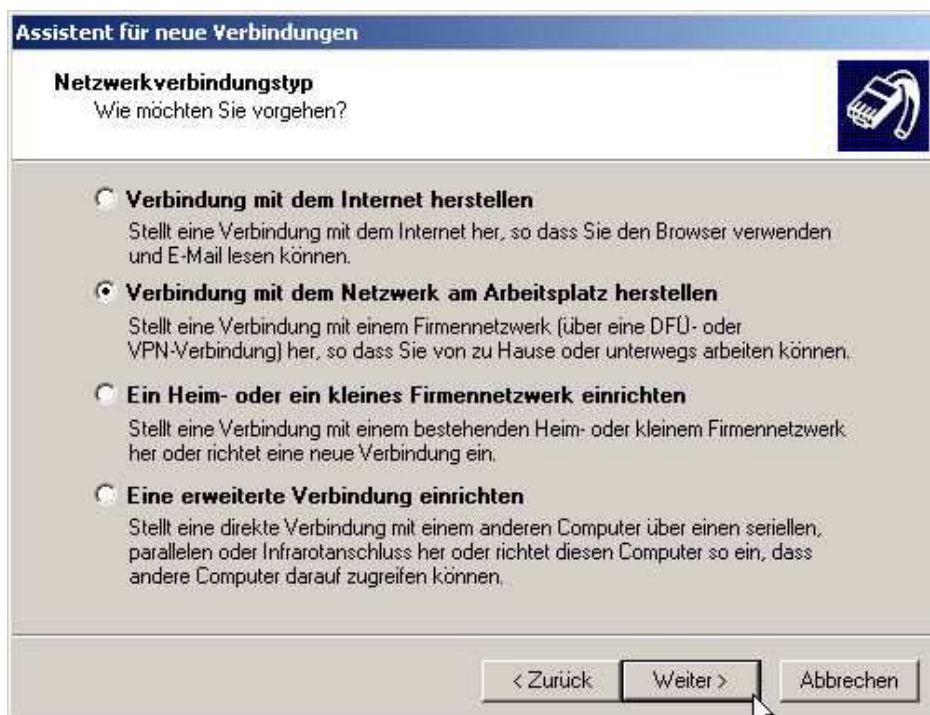 Assistent für neue Verbindungen
Netzwerkverbindungstyp
Wie möchten Sie vorgehen?
Verbindung mit dem Internet herstellen
Stellt eine Verbindung mit dem Internet her, so dass Sie den Browser verwenden
und E-Mail lesen können.
Verbindung mit dem Netzwerk am Arbeitsplatz herstellen
Stellt eine Verbindung mit einem Firmennetzwerk (über eine DFÜ- oder
VPN-Verbindung) her, so dass Sie von zu Hause oder unterwegs arbeiten können.
Ein Heim- oder ein kleines Firmennetzwerk einrichten
Stellt eine Verbindung mit einem bestehenden Heim- oder kleinem Firmennetzwerk
her oder richtet eine neue Verbindung ein.
Eine erweiterte Verbindung einrichten
Stellt eine direkte Verbindung mit einem anderen Computer über einen seriellen,
parallelen oder Infrarotanschluss her oder richtet diesen Computer so ein, dass
andere Computer darauf zugreifen können.
< Zurück Weiter > Abbrechen